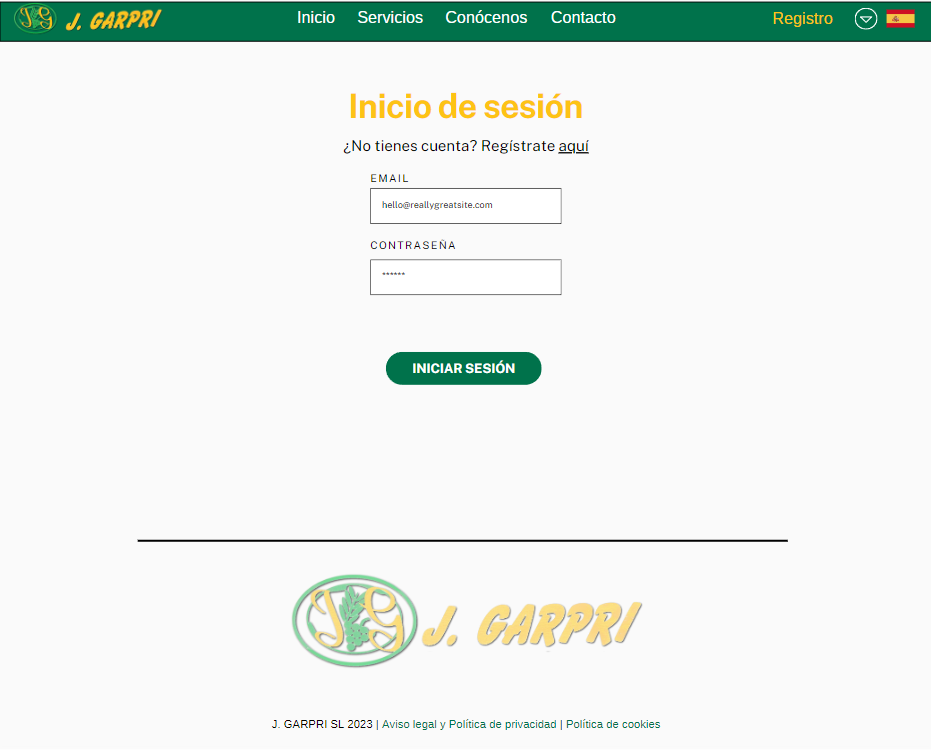 JG J. GARPRI Inicio Servicios Conócenos Contacto Registro
Inicio de sesión
¿No tienes cuenta? Regístrate aquí
EMAIL
hello@reallygreatsite.com
CONTRASEÑA
******
INICIAR SESIÓN
JG J. GARPRI
J. GARPRI SL 2023 | Aviso legal y Política de privacidad | Política de cookies